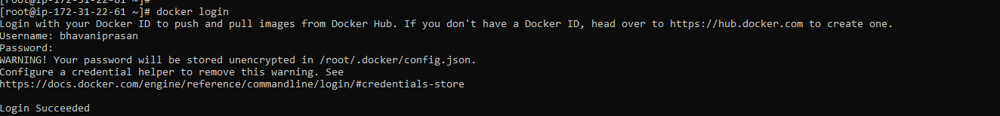 [root@ip-172-31-22-61 ~]#
[root@ip-172-31-22-61 ~]# docker login
Login with your Docker ID to push and pull images from Docker Hub. If you don't have a Docker ID, head over to https://hub.docker.com to create one.
Username: bhavaniprasan
Password:
WARNING! Your password will be stored unencrypted in /root/.docker/config.json.
Configure a credential helper to remove this warning. See
https://docs.docker.com/engine/reference/commandline/login/#credentials-store
Login Succeeded